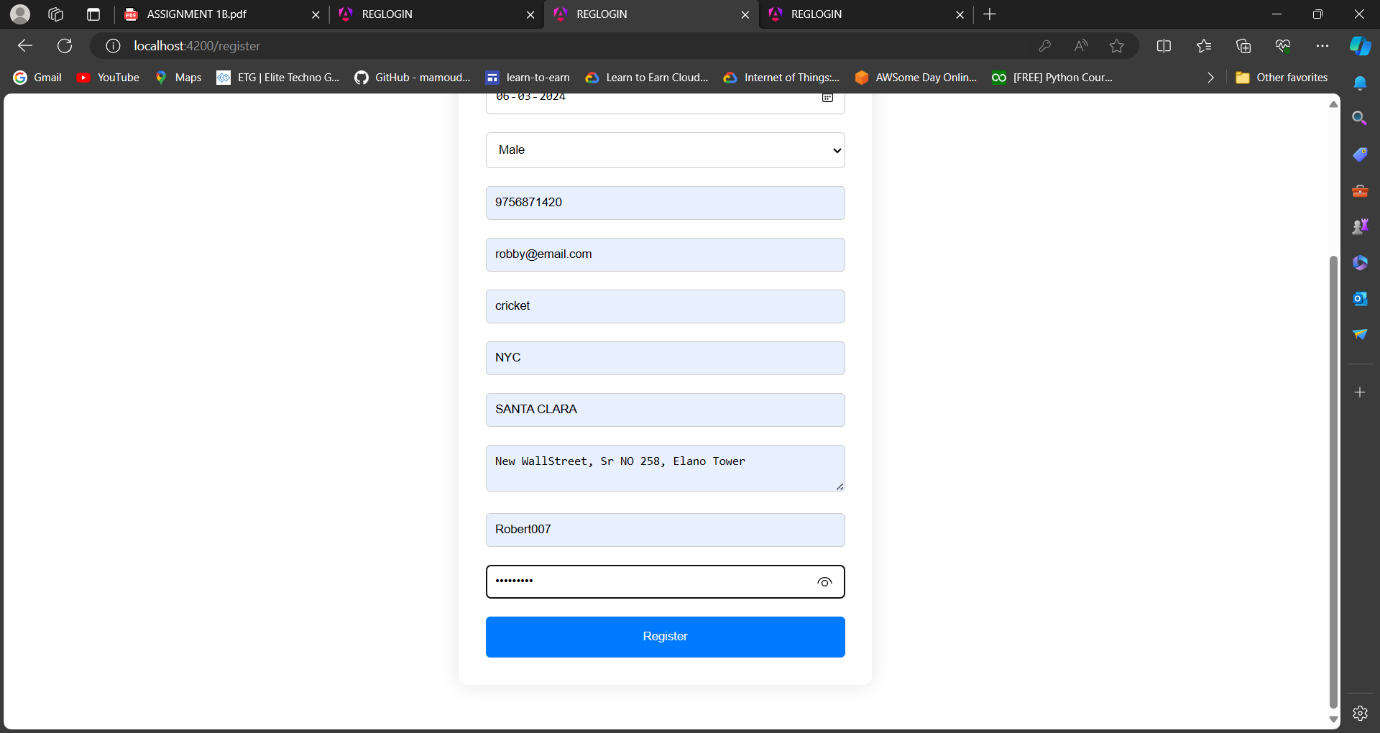 ASSIGNMENT 1B.pdf
REGLOGIN
REGLOGIN
REGLOGIN
localhost:4200/register
Gmail
YouTube
Maps
ETG | Elite Techno G...
GitHub - mamoud...
learn-to-earn
Learn to Earn Cloud...
Internet of Things:...
AWSome Day Onlin...
[FREE] Python Cour...
Other favorites
06-03-2024
Male
9756871420
robby@email.com
cricket
NYC
SANTA CLARA
New WallStreet, Sr NO 258, Elano Tower
Robert007
•••••••••
Register